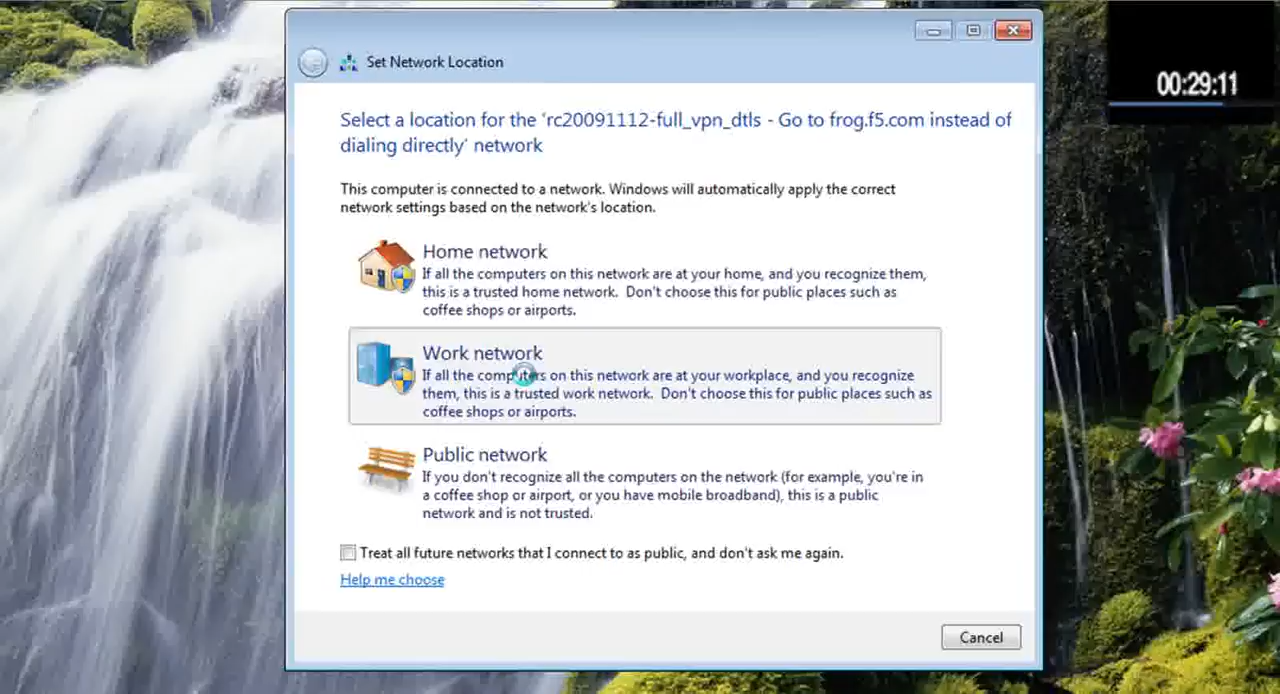 Set Network Location
00:29:11
Select a location for the 'rc20091112-full_vpn_dtls - Go to frog.f5.com instead of
dialing directly' network
This computer is connected to a network. Windows will automatically apply the correct
network settings based on the network's location.
Home network
If all the computers on this network are at your home, and you recognize them,
this is a trusted home network. Don't choose this for public places such as
coffee shops or airports.
Work network
If all the computers on this network are at your workplace, and you recognize
them, this is a trusted work network. Don't choose this for public places such as
coffee shops or airports.
Public network
If you don't recognize all the computers on the network (for example, you're in
a coffee shop or airport, or you have mobile broadband), this is a public
network and is not trusted.
Treat all future networks that I connect to as public, and don't ask me again.
Help me choose
Cancel